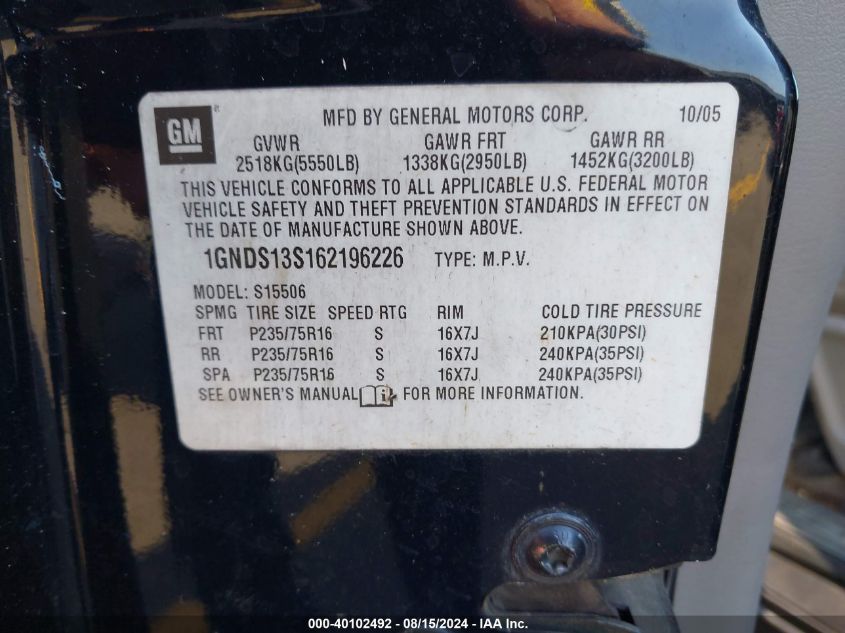 GM ® MFD BY GENERAL MOTORS CORP. 10/05
GVWR GAWR FRT GAWR RR
2518KG(5550LB) 1338KG(2950LB) 1452KG(3200LB)
THIS VEHICLE CONFORMS TO ALL APPLICABLE U.S. FEDERAL MOTOR
VEHICLE SAFETY AND THEFT PREVENTION STANDARDS IN EFFECT ON
THE DATE OF MANUFACTURE SHOWN ABOVE.
1GNDS13S162196226 TYPE: M.P.V.
MODEL: S15506
SPMG TIRE SIZE SPEED RTG RIM COLD TIRE PRESSURE
FRT P235/75R16 S 16X7J 210KPA(30PSI)
RR P235/75R16 S 16X7J 240KPA(35PSI)
SPA P235/75R16 S 16X7J 240KPA(35PSI)
SEE OWNER'S MANUAL FOR MORE INFORMATION.
000-40102492 - 08/15/2024 - IAA, Inc.